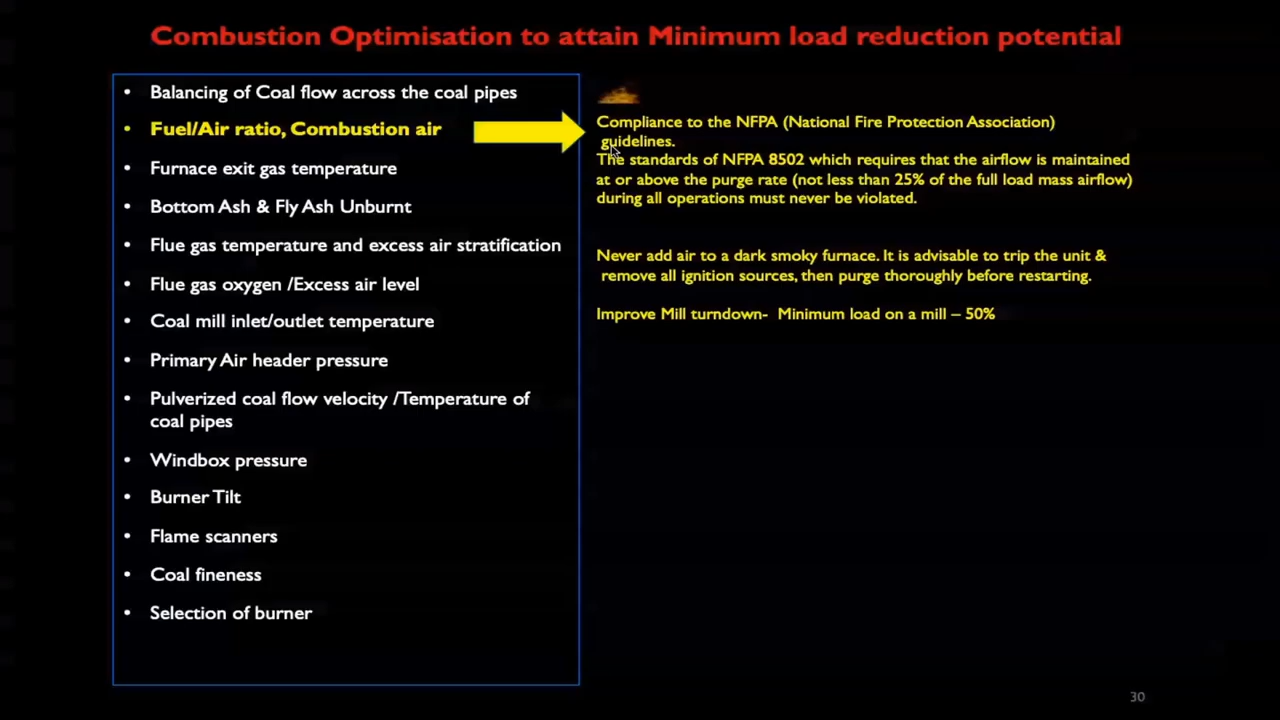 Combustion Optimisation to attain Minimum load reduction potential
• Balancing of Coal flow across the coal pipes
• Fuel/Air ratio, Combustion air
• Furnace exit gas temperature
• Bottom Ash & Fly Ash Unburnt
• Flue gas temperature and excess air stratification
• Flue gas oxygen /Excess air level
• Coal mill inlet/outlet temperature
• Primary Air header pressure
• Pulverized coal flow velocity /Temperature of
coal pipes
• Windbox pressure
• Burner Tilt
• Flame scanners
• Coal fineness
• Selection of burner
Compliance to the NFPA (National Fire Protection Association)
guidelines.
The standards of NFPA 8502 which requires that the airflow is maintained
at or above the purge rate (not less than 25% of the full load mass airflow)
during all operations must never be violated.
Never add air to a dark smoky furnace. It is advisable to trip the unit &
remove all ignition sources, then purge thoroughly before restarting.
Improve Mill turndown- Minimum load on a mill – 50%
30